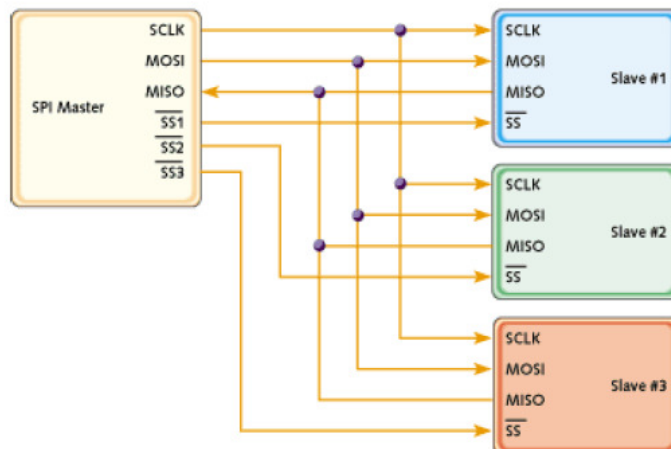 SPI Master
SCLK
MOSI
MISO
SS1
SS2
SS3
SCLK
MOSI
MISO
SS
Slave #1
SCLK
MOSI
MISO
SS
Slave #2
SCLK
MOSI
MISO
SS
Slave #3